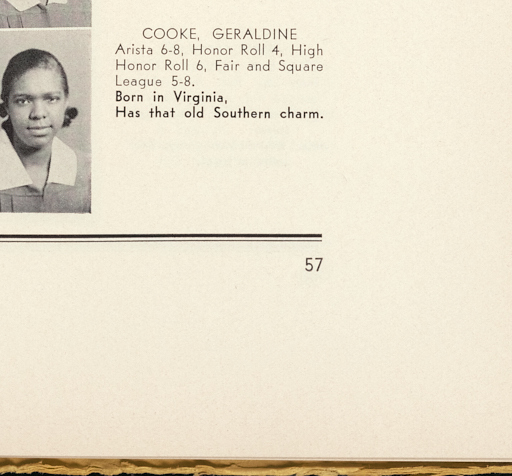 COOKE, GERALDINE
Arista 6-8, Honor Roll 4, High
Honor Roll 6, Fair and Square
League 5-8.
Born in Virginia,
Has that old Southern charm.
57